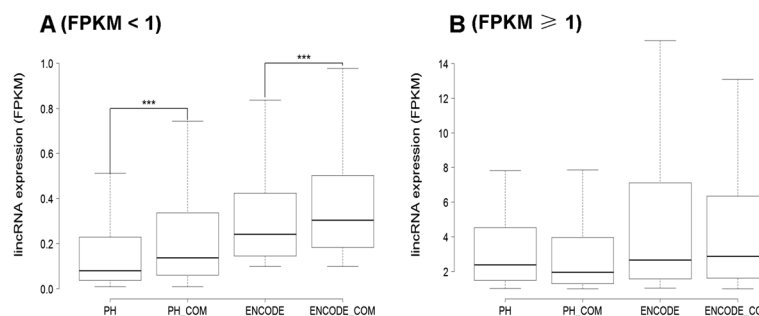 A (FPKM < 1)
lincRNA expression (FPKM)
1.0
0.8
0.6
0.4
0.2
0.0
***
***
PH
PH_COM
ENCODE
ENCODE_COM
B (FPKM ≥ 1)
lincRNA expression (FPKM)
14
12
10
8
6
4
2
PH
PH_COM
ENCODE
ENCODE_CO